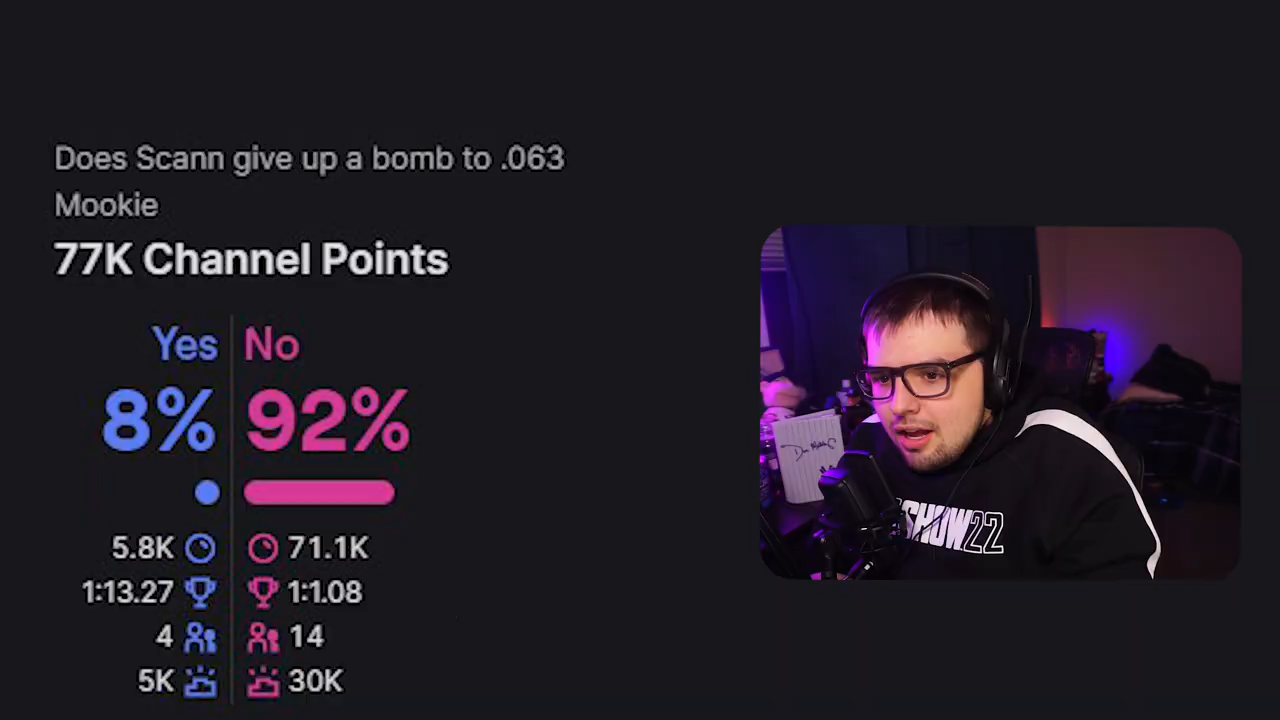 Does Scann give up a bomb to .063
Mookie
77K Channel Points
Yes No
8% 92%
5.8K 71.1K
1:13.27 1:1.08
4 14
5K 30K
SHOW22